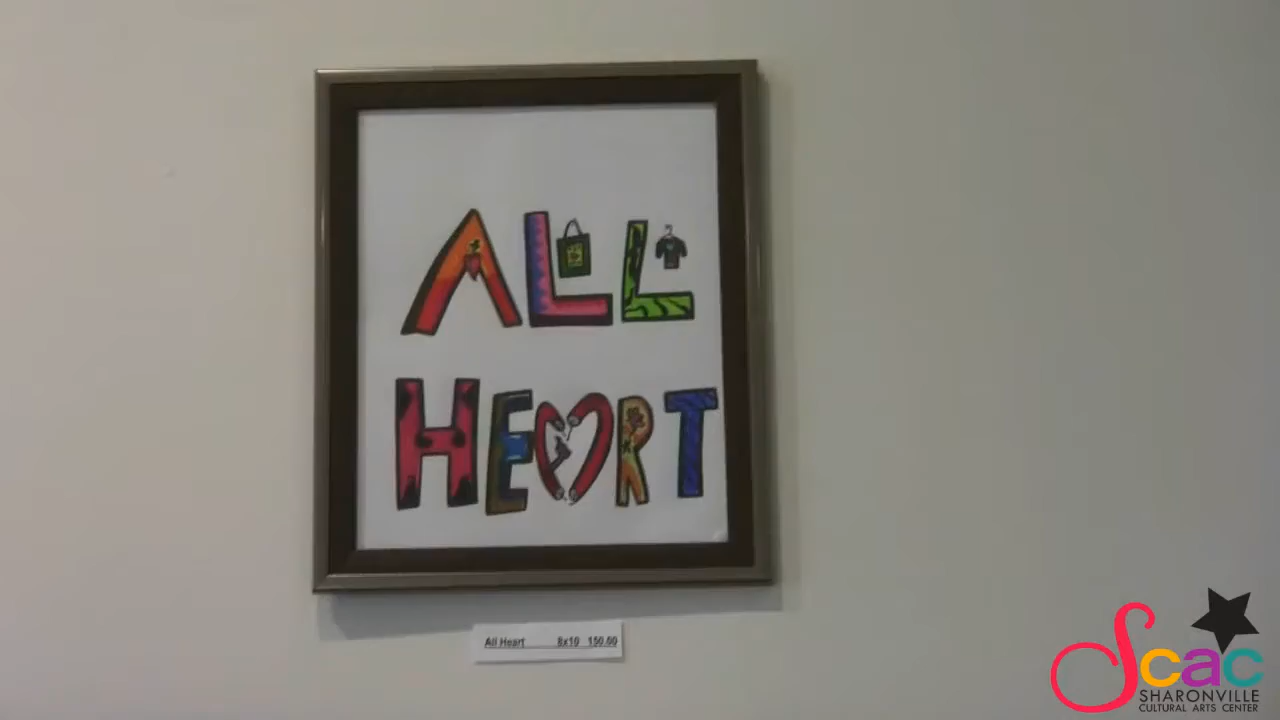 ALL
HEART
All Heart 8x10 150.00
Scac
SHARONVILLE
CULTURAL ARTS CENTER